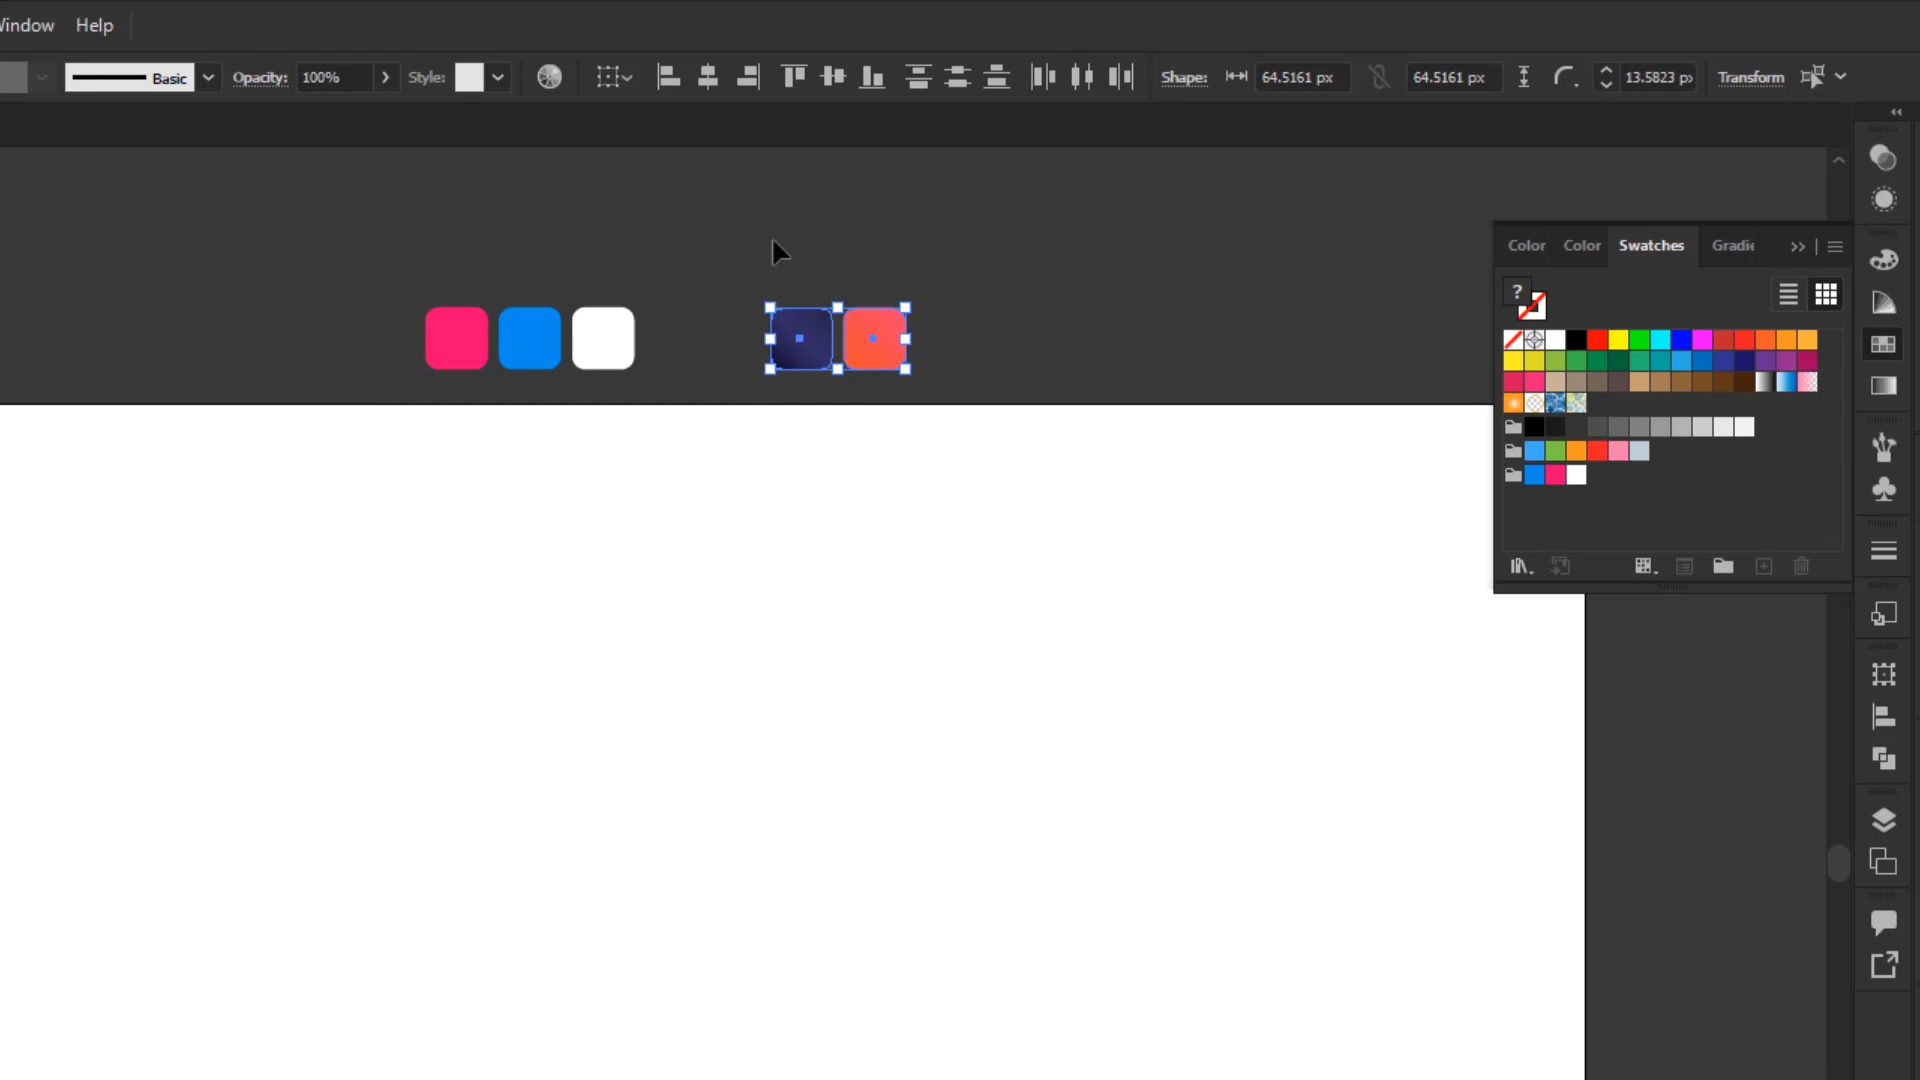 Window Help
Basic Opacity: 100% Style: Shape: 64.5161 px 64.5161 px 13.5823 px Transform
Color Color Swatches Gradie
?